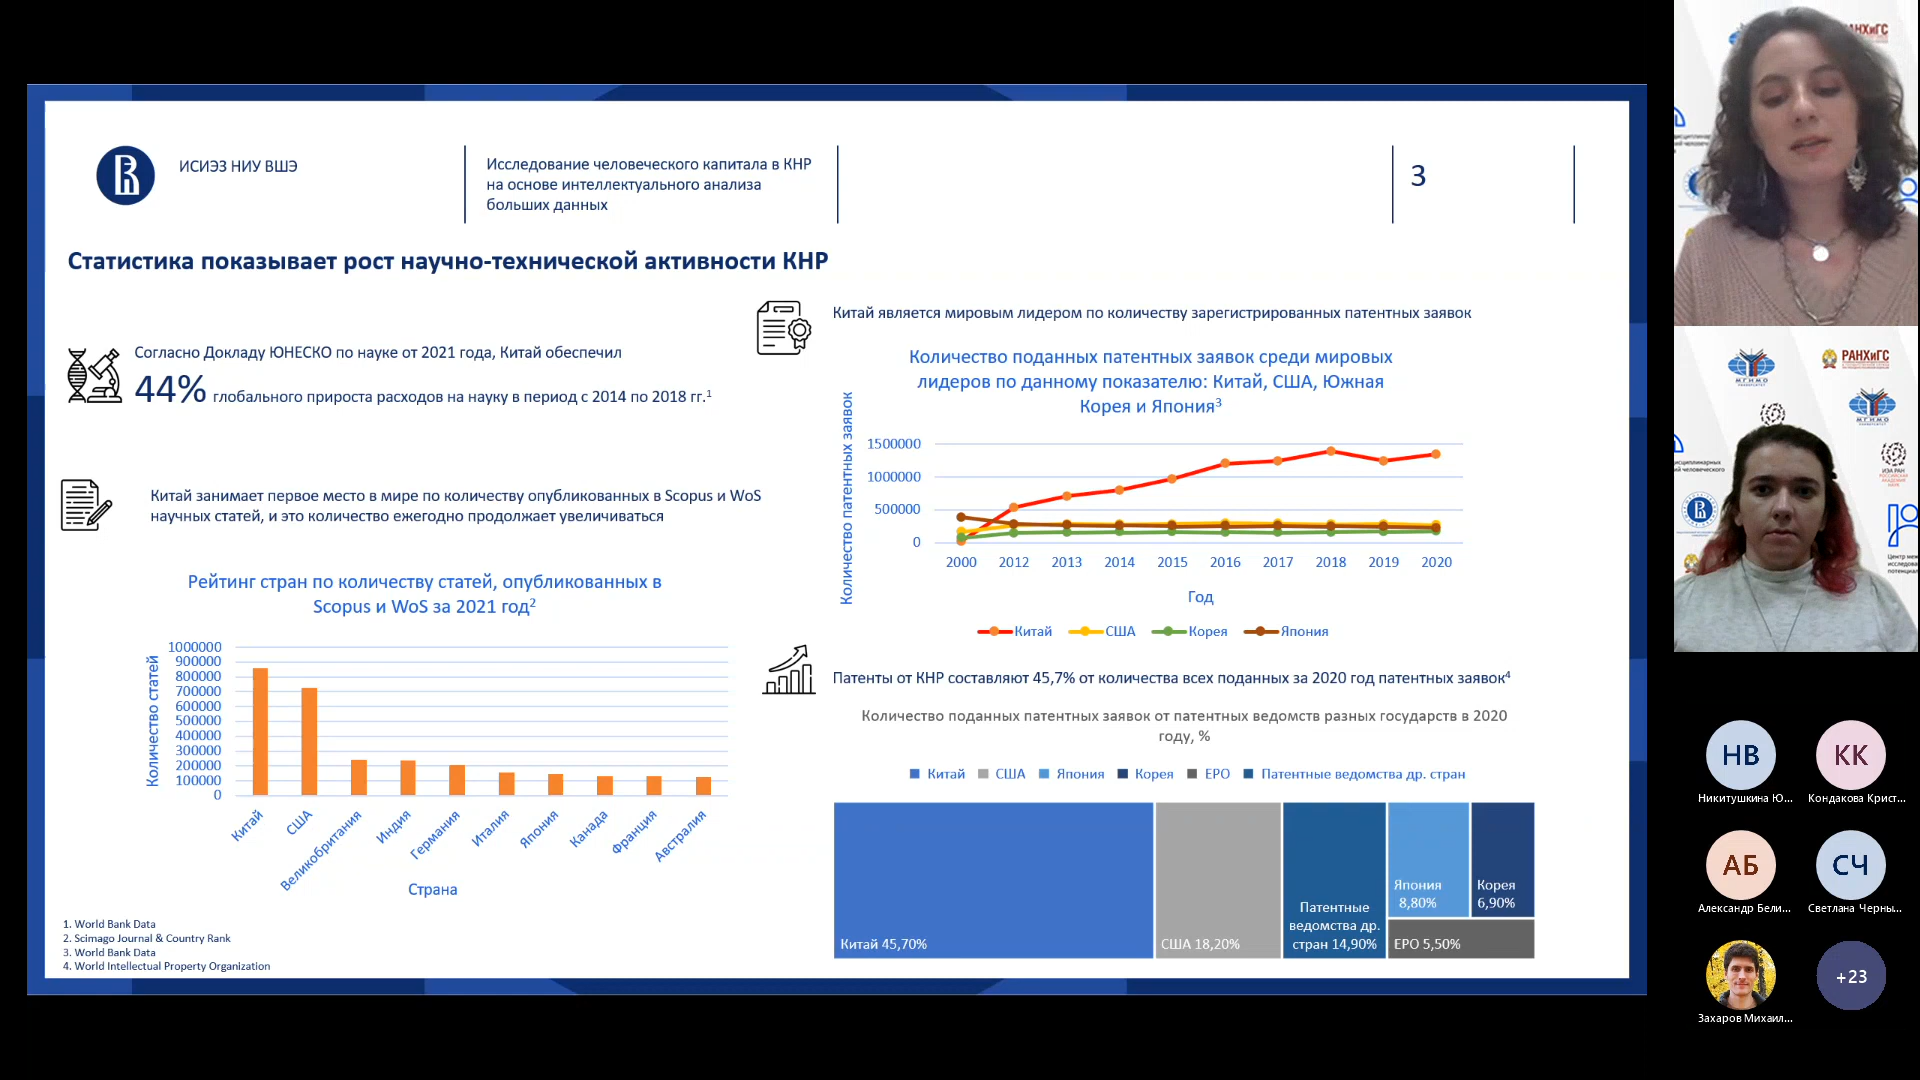 ИСИЭЗ НИУ ВШЭ
Исследование человеческого капитала в КНР
на основе интеллектуального анализа
больших данных
3
Статистика показывает рост научно-технической активности КНР
Согласно Докладу ЮНЕСКО по науке от 2021 года, Китай обеспечил
44% глобального прироста расходов на науку в период с 2014 по 2018 гг.¹
Китай занимает первое место в мире по количеству опубликованных в Scopus и WoS
научных статей, и это количество ежегодно продолжает увеличиваться
Рейтинг стран по количеству статей, опубликованных в
Scopus и WoS за 2021 год²
Количество статей
1000000
900000
800000
700000
600000
500000
400000
300000
200000
100000
0
Китай
США
Великобритания
Индия
Германия
Италия
Япония
Канада
Франция
Австралия
Страна
1. World Bank Data
2. Scimago Journal & Country Rank
3. World Bank Data
4. World Intellectual Property Organization
Китай является мировым лидером по количеству зарегистрированных патентных заявок
Количество поданных патентных заявок среди мировых
лидеров по данному показателю: Китай, США, Южная
Корея и Япония³
Количество патентных заявок
1500000
1000000
500000
0
2000 2012 2013 2014 2015 2016 2017 2018 2019 2020
Год
Китай США Корея Япония
Патенты от КНР составляют 45,7% от количества всех поданных за 2020 год патентных заявок⁴
Количество поданных патентных заявок от патентных ведомств разных государств в 2020
году, %
Китай США Япония Корея EPO Патентные ведомства др. стран
Китай 45,70%
США 18,20%
Патентные
ведомства др.
стран 14,90%
Япония
8,80%
Корея
6,90%
EPO 5,50%
РАНХиГС
МГИМО
МГИМО
ИЭА РАН
НВ
Никитушкина Ю...
КК
Кондакова Крист...
АБ
Александр Бели...
СЧ
Светлана Черны...
Захаров Михаил...
+23